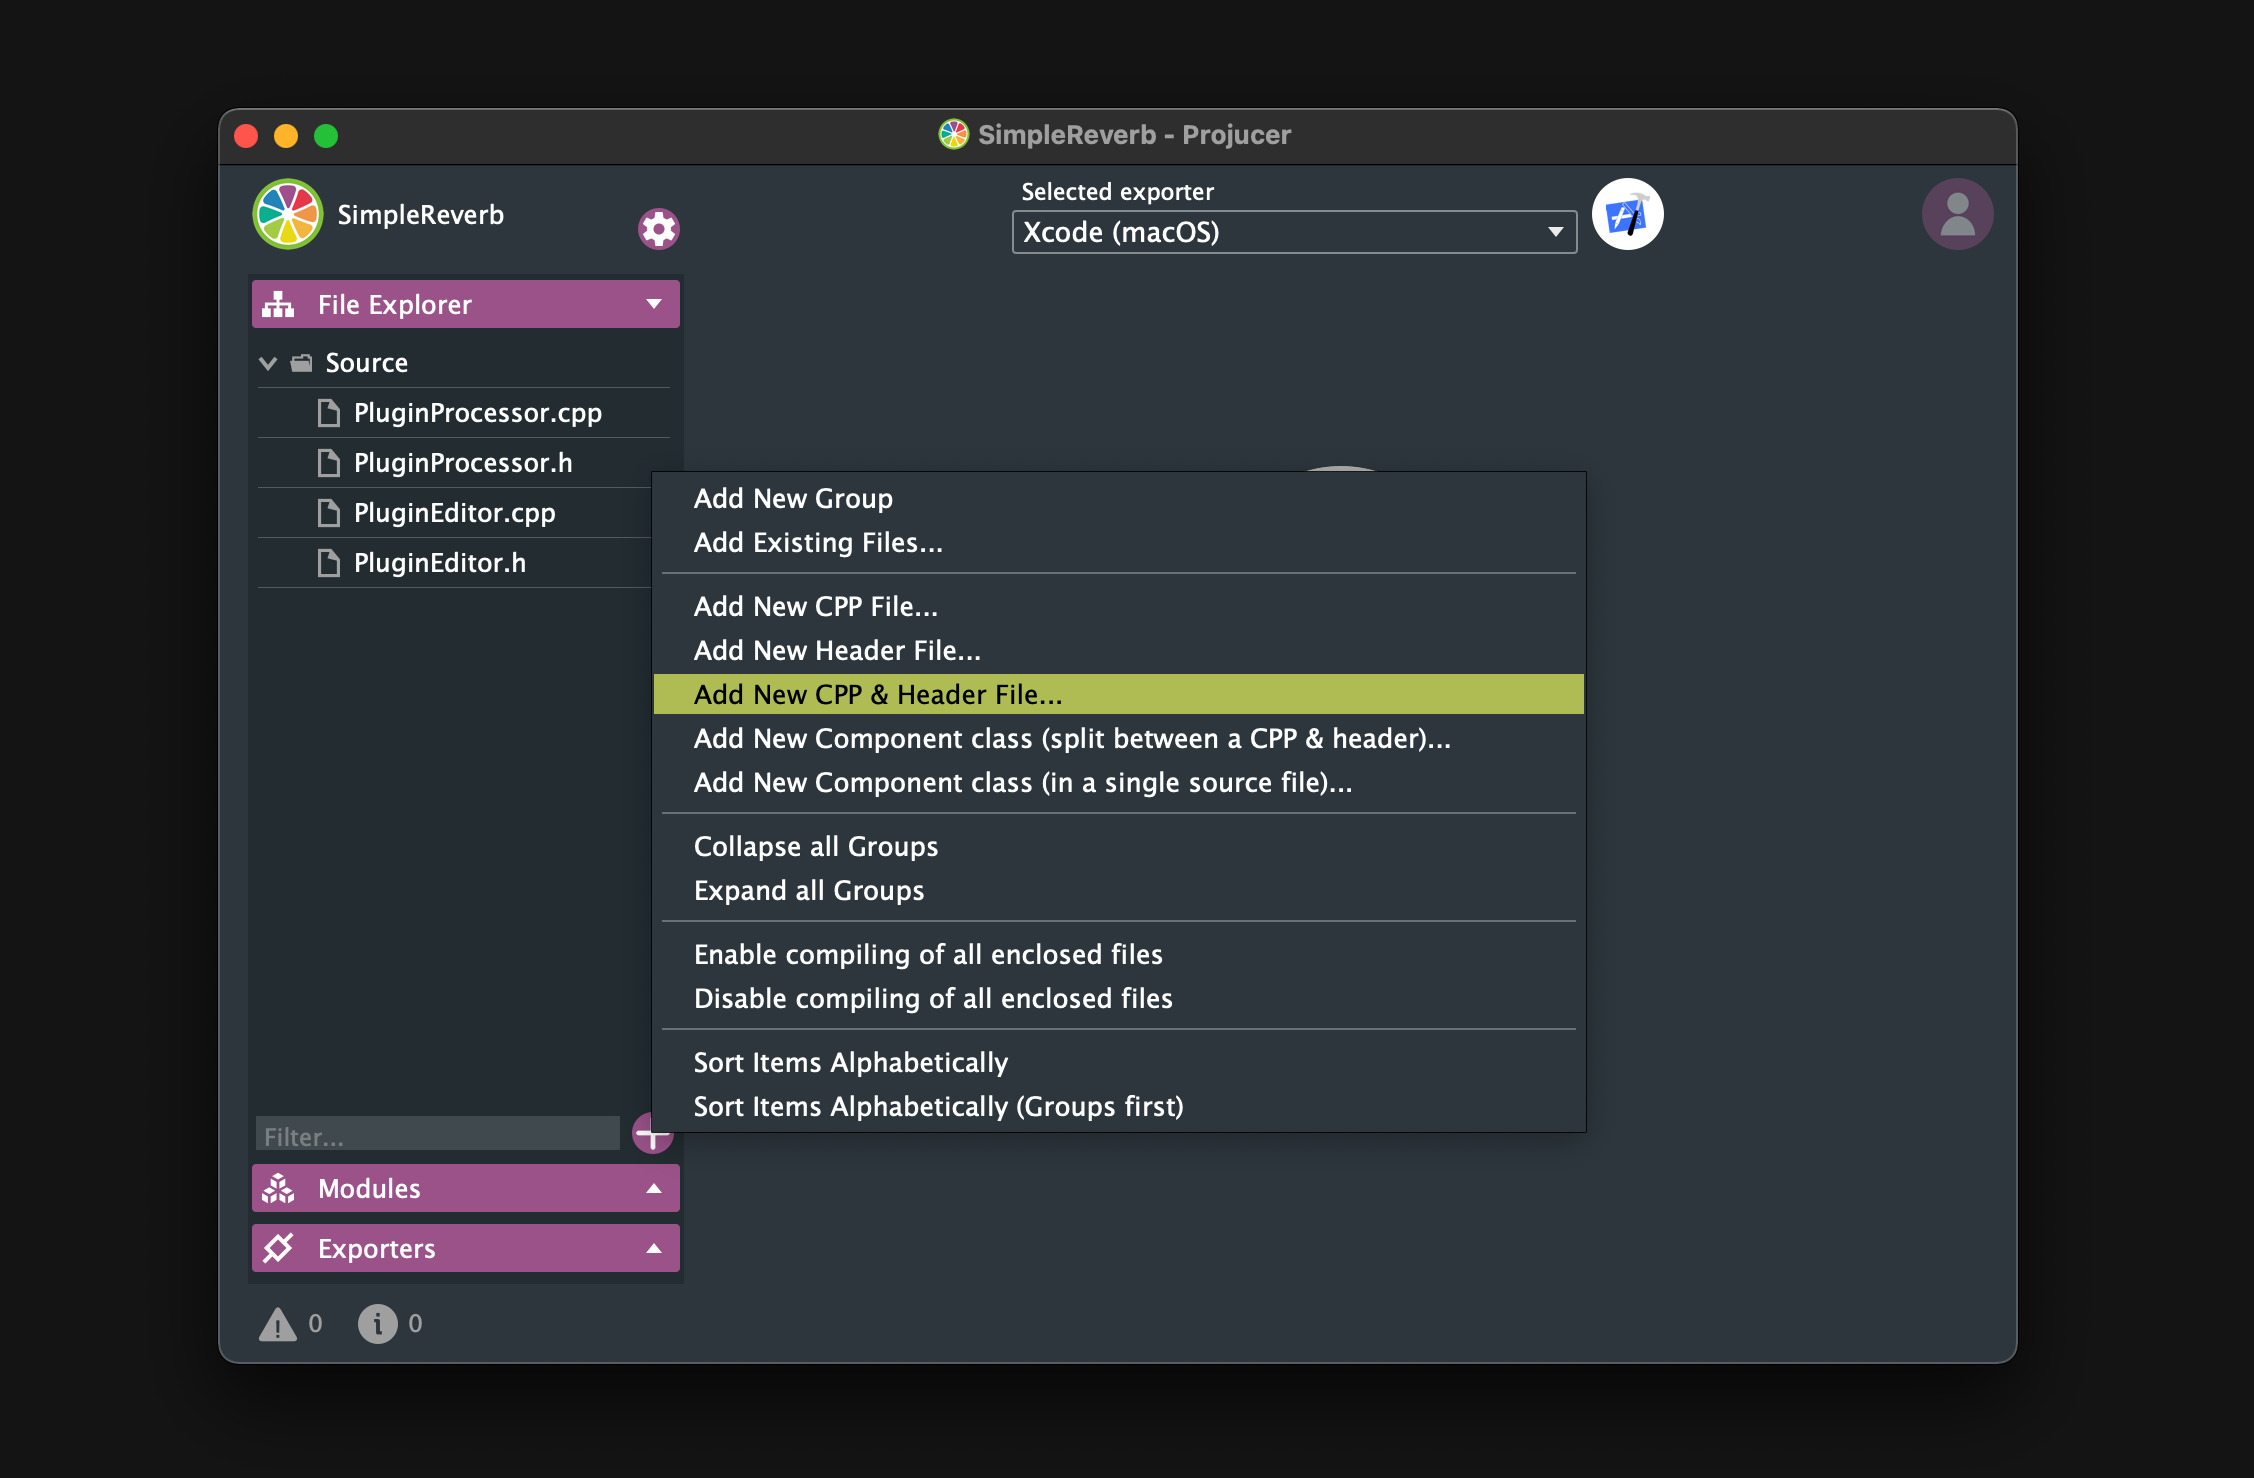 SimpleReverb - Projucer
SimpleReverb
Selected exporter
Xcode (macOS)
File Explorer
Source
PluginProcessor.cpp
PluginProcessor.h
PluginEditor.cpp
PluginEditor.h
Add New Group
Add Existing Files...
Add New CPP File...
Add New Header File...
Add New CPP & Header File...
Add New Component class (split between a CPP & header)...
Add New Component class (in a single source file)...
Collapse all Groups
Expand all Groups
Enable compiling of all enclosed files
Disable compiling of all enclosed files
Sort Items Alphabetically
Sort Items Alphabetically (Groups first)
Filter...
Modules
Exporters
0 0